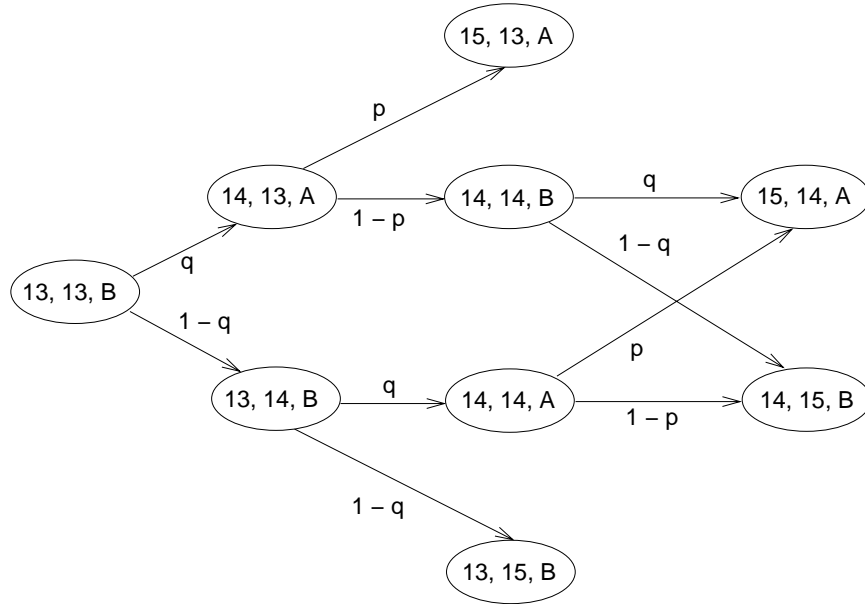 15, 13, A
p
14, 13, A
1 – p
14, 14, B
q
15, 14, A
q
1 – q
13, 13, B
1 – q
p
13, 14, B
q
14, 14, A
1 – p
14, 15, B
1 – q
13, 15, B